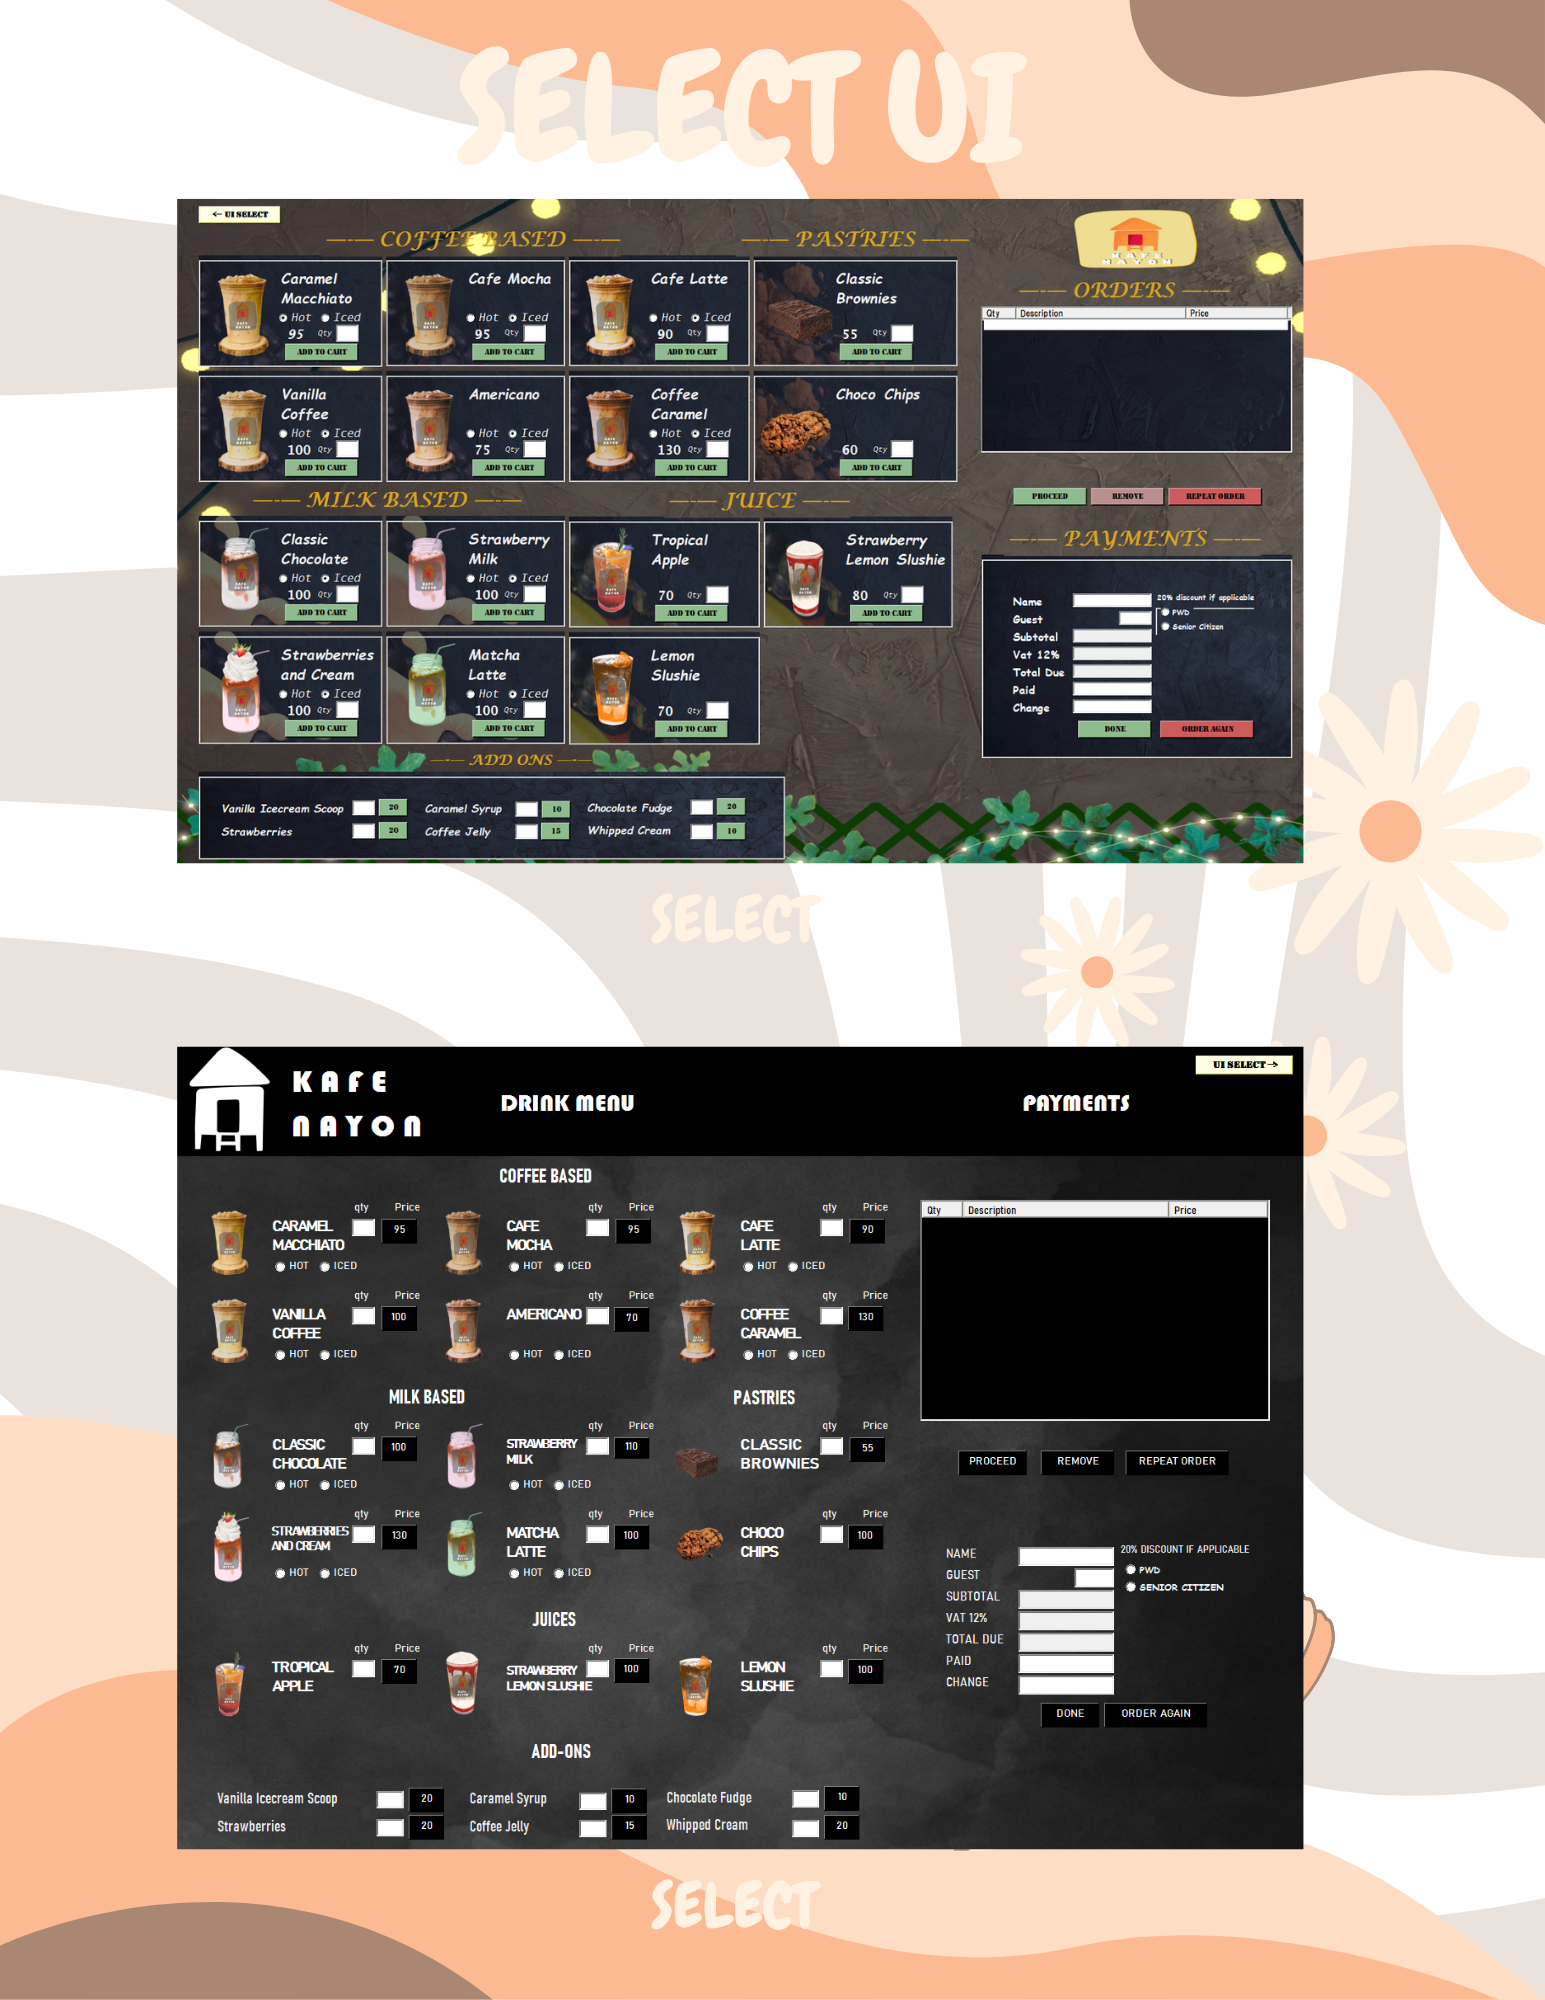 SELECT UI
← UI SELECT
COFFEE BASED
PASTRIES
KAFE
NAYON
Caramel
Macchiato
Hot Iced
95 Qty
ADD TO CART
Cafe Mocha
Hot Iced
95 Qty
ADD TO CART
Cafe Latte
Hot Iced
90 Qty
ADD TO CART
Classic
Brownies
55 Qty
ADD TO CART
Vanilla
Coffee
Hot Iced
100 Qty
ADD TO CART
Americano
Hot Iced
75 Qty
ADD TO CART
Coffee
Caramel
Hot Iced
130 Qty
ADD TO CART
Choco Chips
60 Qty
ADD TO CART
MILK BASED
JUICE
Classic
Chocolate
Hot Iced
100 Qty
ADD TO CART
Strawberry
Milk
Hot Iced
100 Qty
ADD TO CART
Tropical
Apple
70 Qty
ADD TO CART
Strawberry
Lemon Slushie
80 Qty
ADD TO CART
Strawberries
and Cream
Hot Iced
100 Qty
ADD TO CART
Matcha
Latte
Hot Iced
100 Qty
ADD TO CART
Lemon
Slushie
70 Qty
ADD TO CART
ADD ONS
Vanilla Icecream Scoop 20 Caramel Syrup 10 Chocolate Fudge 20
Strawberries 20 Coffee Jelly 15 Whipped Cream 10
ORDERS
Qty Description Price
PROCEED REMOVE REPEAT ORDER
PAYMENTS
Name 20% discount if applicable
PWD
Guest
Senior Citizen
Subtotal
Vat 12%
Total Due
Paid
Change
DONE ORDER AGAIN
SELECT
KAFE
NAYON
DRINK MENU
PAYMENTS
UI SELECT→
COFFEE BASED
qty Price
CARAMEL
MACCHIATO
95
HOT ICED
qty Price
CAFE
MOCHA
95
HOT ICED
qty Price
CAFE
LATTE
90
HOT ICED
qty Price
VANILLA
COFFEE
100
HOT ICED
qty Price
AMERICANO
70
HOT ICED
qty Price
COFFEE
CARAMEL
130
HOT ICED
MILK BASED
PASTRIES
qty Price
CLASSIC
CHOCOLATE
100
HOT ICED
qty Price
STRAWBERRY
MILK
110
HOT ICED
qty Price
CLASSIC
BROWNIES
55
qty Price
STRAWBERRIES
AND CREAM
130
HOT ICED
qty Price
MATCHA
LATTE
100
HOT ICED
qty Price
CHOCO
CHIPS
100
JUICES
qty Price
TROPICAL
APPLE
70
qty Price
STRAWBERRY
LEMON SLUSHIE
100
qty Price
LEMON
SLUSHIE
100
ADD-ONS
Vanilla Icecream Scoop 20 Caramel Syrup 10 Chocolate Fudge 10
Strawberries 20 Coffee Jelly 15 Whipped Cream 20
Qty Description Price
PROCEED REMOVE REPEAT ORDER
NAME 20% DISCOUNT IF APPLICABLE
GUEST PWD
SENIOR CITIZEN
SUBTOTAL
VAT 12%
TOTAL DUE
PAID
CHANGE
DONE ORDER AGAIN
SELECT